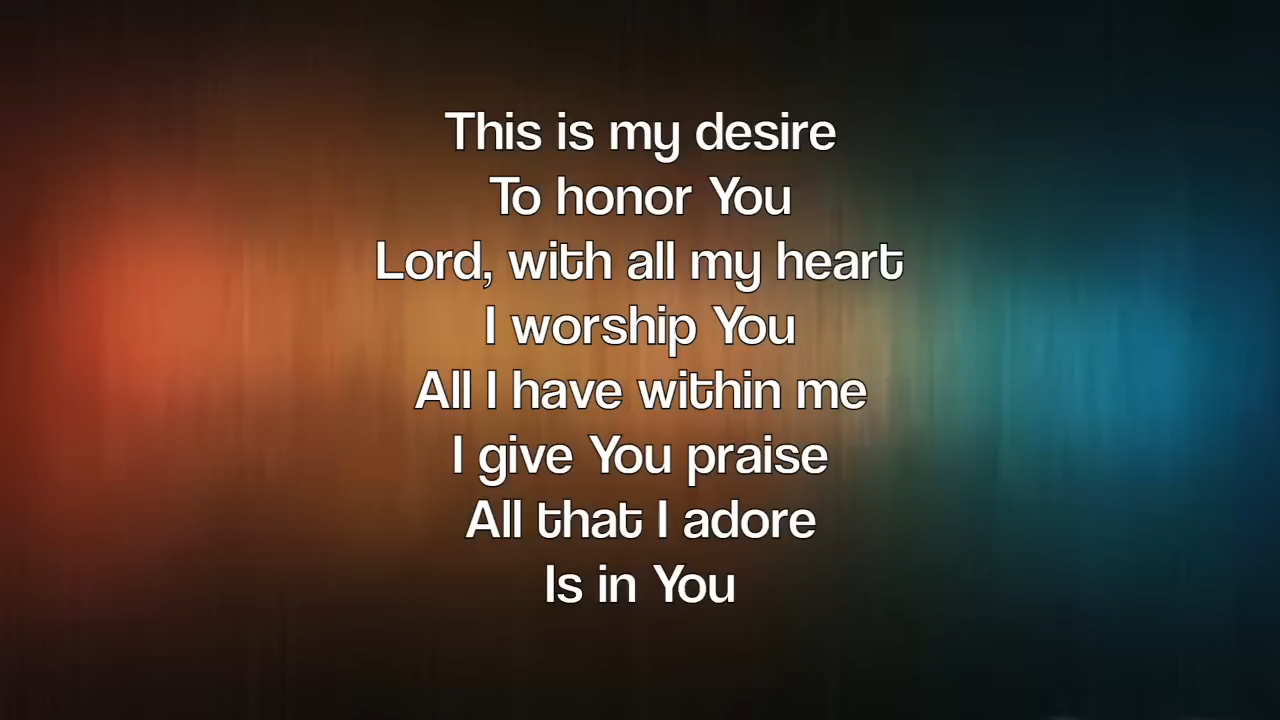 This is my desire
To honor You
Lord, with all my heart
I worship You
All I have within me
I give You praise
All that I adore
Is in You